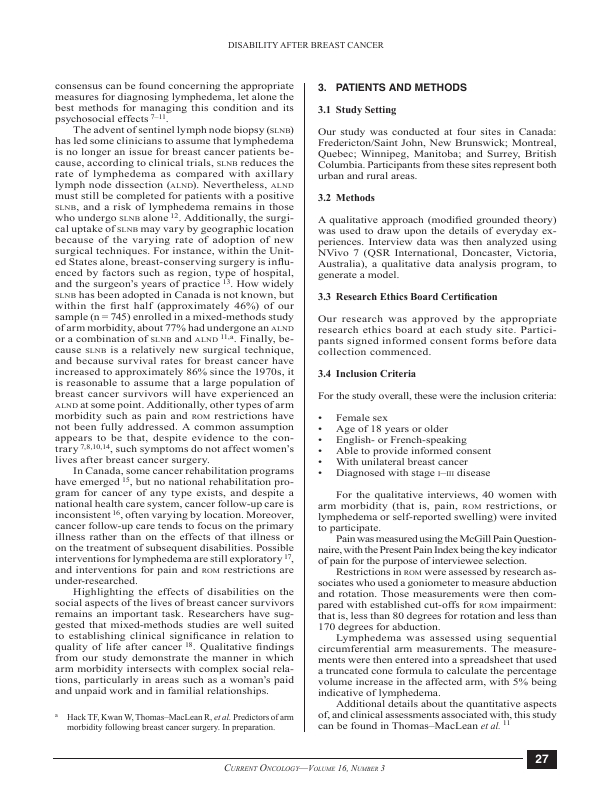 DISABILITY AFTER BREAST CANCER
consensus can be found concerning the appropriate
measures for diagnosing lymphedema, let alone the
best methods for managing this condition and its
psychosocial effects 7–11.
The advent of sentinel lymph node biopsy (SLNB)
has led some clinicians to assume that lymphedema
is no longer an issue for breast cancer patients be-
cause, according to clinical trials, SLNB reduces the
rate of lymphedema as compared with axillary
lymph node dissection (ALND). Nevertheless, ALND
must still be completed for patients with a positive
SLNB, and a risk of lymphedema remains in those
who undergo SLNB alone 12. Additionally, the surgi-
cal uptake of SLNB may vary by geographic location
because of the varying rate of adoption of new
surgical techniques. For instance, within the Unit-
ed States alone, breast-conserving surgery is influ-
enced by factors such as region, type of hospital,
and the surgeon's years of practice 13. How widely
SLNB has been adopted in Canada is not known, but
within the first half (approximately 46%) of our
sample (n = 745) enrolled in a mixed-methods study
of arm morbidity, about 77% had undergone an ALND
or a combination of SLNB and ALND 11,a. Finally, be-
cause SLNB is a relatively new surgical technique,
and because survival rates for breast cancer have
increased to approximately 86% since the 1970s, it
is reasonable to assume that a large population of
breast cancer survivors will have experienced an
ALND at some point. Additionally, other types of arm
morbidity such as pain and ROM restrictions have
not been fully addressed. A common assumption
appears to be that, despite evidence to the con-
trary 7,8,10,14, such symptoms do not affect women's
lives after breast cancer surgery.
In Canada, some cancer rehabilitation programs
have emerged 15, but no national rehabilitation pro-
gram for cancer of any type exists, and despite a
national health care system, cancer follow-up care is
inconsistent 16, often varying by location. Moreover,
cancer follow-up care tends to focus on the primary
illness rather than on the effects of that illness or
on the treatment of subsequent disabilities. Possible
interventions for lymphedema are still exploratory 17,
and interventions for pain and ROM restrictions are
under-researched.
Highlighting the effects of disabilities on the
social aspects of the lives of breast cancer survivors
remains an important task. Researchers have sug-
gested that mixed-methods studies are well suited
to establishing clinical significance in relation to
quality of life after cancer 18. Qualitative findings
from our study demonstrate the manner in which
arm morbidity intersects with complex social rela-
tions, particularly in areas such as a woman's paid
and unpaid work and in familial relationships.
a Hack TF, Kwan W, Thomas–MacLean R, et al. Predictors of arm
morbidity following breast cancer surgery. In preparation.
3. PATIENTS AND METHODS
3.1 Study Setting
Our study was conducted at four sites in Canada:
Fredericton/Saint John, New Brunswick; Montreal,
Quebec; Winnipeg, Manitoba; and Surrey, British
Columbia. Participants from these sites represent both
urban and rural areas.
3.2 Methods
A qualitative approach (modified grounded theory)
was used to draw upon the details of everyday ex-
periences. Interview data was then analyzed using
NVivo 7 (QSR International, Doncaster, Victoria,
Australia), a qualitative data analysis program, to
generate a model.
3.3 Research Ethics Board Certification
Our research was approved by the appropriate
research ethics board at each study site. Partici-
pants signed informed consent forms before data
collection commenced.
3.4 Inclusion Criteria
For the study overall, these were the inclusion criteria:
• Female sex
• Age of 18 years or older
• English- or French-speaking
• Able to provide informed consent
• With unilateral breast cancer
• Diagnosed with stage I–III disease
For the qualitative interviews, 40 women with
arm morbidity (that is, pain, ROM restrictions, or
lymphedema or self-reported swelling) were invited
to participate.
Pain was measured using the McGill Pain Question-
naire, with the Present Pain Index being the key indicator
of pain for the purpose of interviewee selection.
Restrictions in ROM were assessed by research as-
sociates who used a goniometer to measure abduction
and rotation. Those measurements were then com-
pared with established cut-offs for ROM impairment:
that is, less than 80 degrees for rotation and less than
170 degrees for abduction.
Lymphedema was assessed using sequential
circumferential arm measurements. The measure-
ments were then entered into a spreadsheet that used
a truncated cone formula to calculate the percentage
volume increase in the affected arm, with 5% being
indicative of lymphedema.
Additional details about the quantitative aspects
of, and clinical assessments associated with, this study
can be found in Thomas–MacLean et al. 11
CURRENT ONCOLOGY—VOLUME 16, NUMBER 3
27